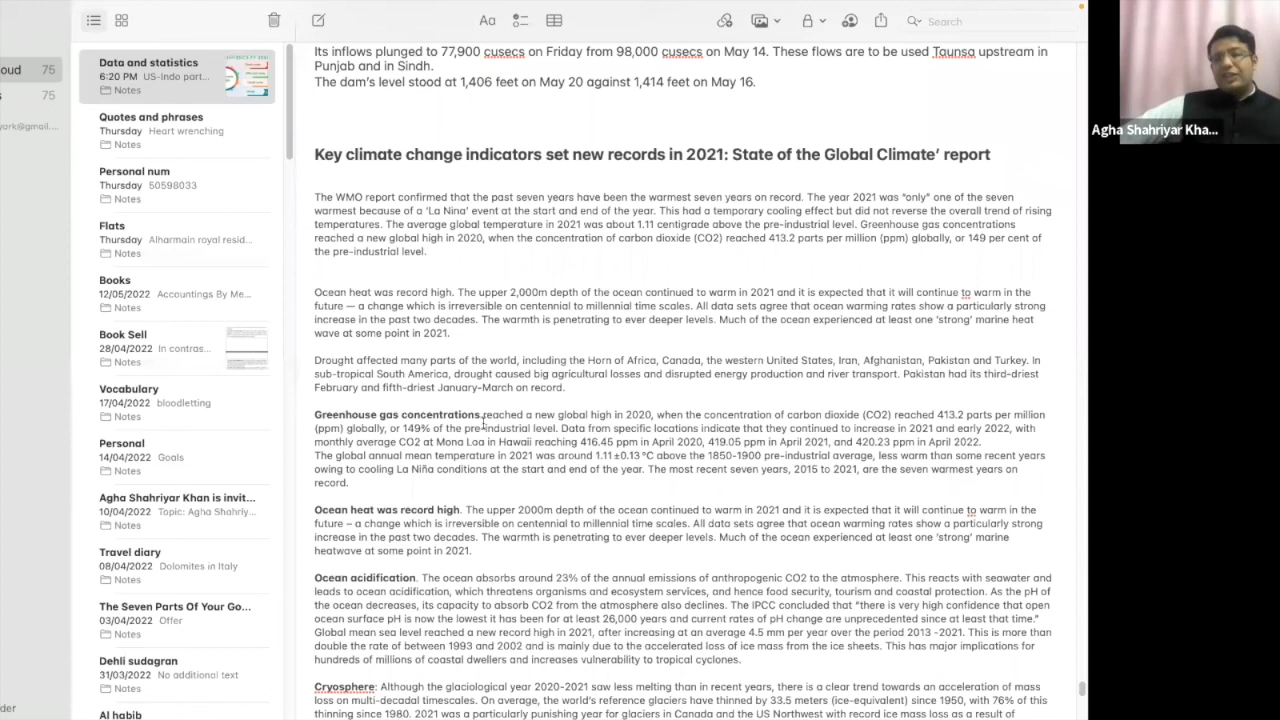 Search
oud 75
s 75
york@gmail....
der
Data and statistics
6:20 PM US-Indo part...
Notes
Quotes and phrases
Thursday Heart wrenching
Notes
Personal num
Thursday 50598033
Notes
Flats
Thursday Alharmain royal resid...
Notes
Books
12/05/2022 Accountings By Me...
Notes
Book Sell
28/04/2022 In contras...
Notes
Vocabulary
17/04/2022 bloodletting
Notes
Personal
14/04/2022 Goals
Notes
Agha Shahriyar Khan is invit...
10/04/2022 Topic: Agha Shahriy...
Notes
Travel diary
08/04/2022 Dolomites in Italy
Notes
The Seven Parts Of Your Go...
03/04/2022 Offer
Notes
Dehli sudagran
31/03/2022 No additional text
Notes
Al habib
Aa
Its inflows plunged to 77,900 cusecs on Friday from 98,000 cusecs on May 14. These flows are to be used Taunsa upstream in
Punjab and in Sindh.
The dam's level stood at 1,406 feet on May 20 against 1,414 feet on May 16.
Key climate change indicators set new records in 2021: State of the Global Climate' report
The WMO report confirmed that the past seven years have been the warmest seven years on record. The year 2021 was "only" one of the seven
warmest because of a 'La Nina' event at the start and end of the year. This had a temporary cooling effect but did not reverse the overall trend of rising
temperatures. The average global temperature in 2021 was about 1.11 centigrade above the pre-industrial level. Greenhouse gas concentrations
reached a new global high in 2020, when the concentration of carbon dioxide (CO2) reached 413.2 parts per million (ppm) globally, or 149 per cent of
the pre-industrial level.
Ocean heat was record high. The upper 2,000m depth of the ocean continued to warm in 2021 and it is expected that it will continue to warm in the
future — a change which is irreversible on centennial to millennial time scales. All data sets agree that ocean warming rates show a particularly strong
increase in the past two decades. The warmth is penetrating to ever deeper levels. Much of the ocean experienced at least one 'strong' marine heat
wave at some point in 2021.
Drought affected many parts of the world, including the Horn of Africa, Canada, the western United States, Iran, Afghanistan, Pakistan and Turkey. In
sub-tropical South America, drought caused big agricultural losses and disrupted energy production and river transport. Pakistan had its third-driest
February and fifth-driest January-March on record.
Greenhouse gas concentrations reached a new global high in 2020, when the concentration of carbon dioxide (CO2) reached 413.2 parts per million
(ppm) globally, or 149% of the pre-industrial level. Data from specific locations indicate that they continued to increase in 2021 and early 2022, with
monthly average CO2 at Mona Loa in Hawaii reaching 416.45 ppm in April 2020, 419.05 ppm in April 2021, and 420.23 ppm in April 2022.
The global annual mean temperature in 2021 was around 1.11 ±0.13 °C above the 1850-1900 pre-industrial average, less warm than some recent years
owing to cooling La Niña conditions at the start and end of the year. The most recent seven years, 2015 to 2021, are the seven warmest years on
record.
Ocean heat was record high. The upper 2000m depth of the ocean continued to warm in 2021 and it is expected that it will continue to warm in the
future – a change which is irreversible on centennial to millennial time scales. All data sets agree that ocean warming rates show a particularly strong
increase in the past two decades. The warmth is penetrating to ever deeper levels. Much of the ocean experienced at least one 'strong' marine
heatwave at some point in 2021.
Ocean acidification. The ocean absorbs around 23% of the annual emissions of anthropogenic CO2 to the atmosphere. This reacts with seawater and
leads to ocean acidification, which threatens organisms and ecosystem services, and hence food security, tourism and coastal protection. As the pH of
the ocean decreases, its capacity to absorb CO2 from the atmosphere also declines. The IPCC concluded that "there is very high confidence that open
ocean surface pH is now the lowest it has been for at least 26,000 years and current rates of pH change are unprecedented since at least that time."
Global mean sea level reached a new record high in 2021, after increasing at an average 4.5 mm per year over the period 2013 -2021. This is more than
double the rate of between 1993 and 2002 and is mainly due to the accelerated loss of ice mass from the ice sheets. This has major implications for
hundreds of millions of coastal dwellers and increases vulnerability to tropical cyclones.
Cryosphere: Although the glaciological year 2020-2021 saw less melting than in recent years, there is a clear trend towards an acceleration of mass
loss on multi-decadal timescales. On average, the world's reference glaciers have thinned by 33.5 meters (ice-equivalent) since 1950, with 76% of this
thinning since 1980. 2021 was a particularly punishing year for glaciers in Canada and the US Northwest with record ice mass loss as a result of
Agha Shahriyar Kha...